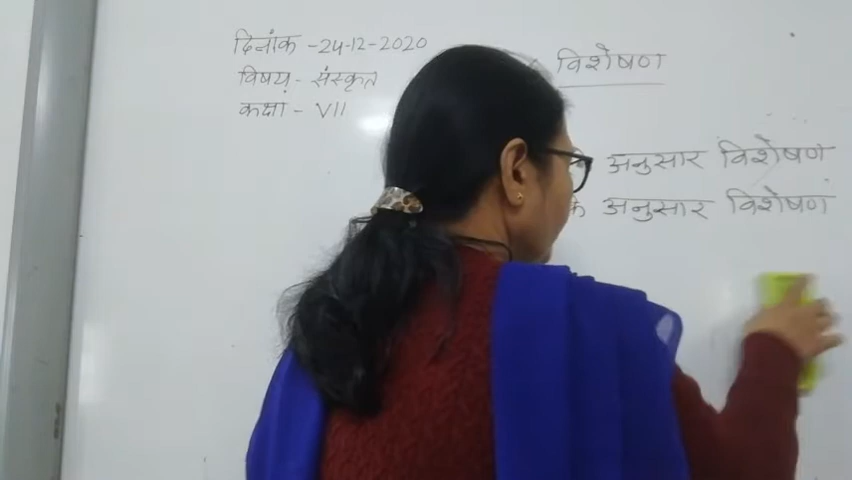 दिनांक -24-12-2020
विषय - संस्कृत
कक्षा - VII
विशेषण
अनुसार विशेषण
के अनुसार विशेषण